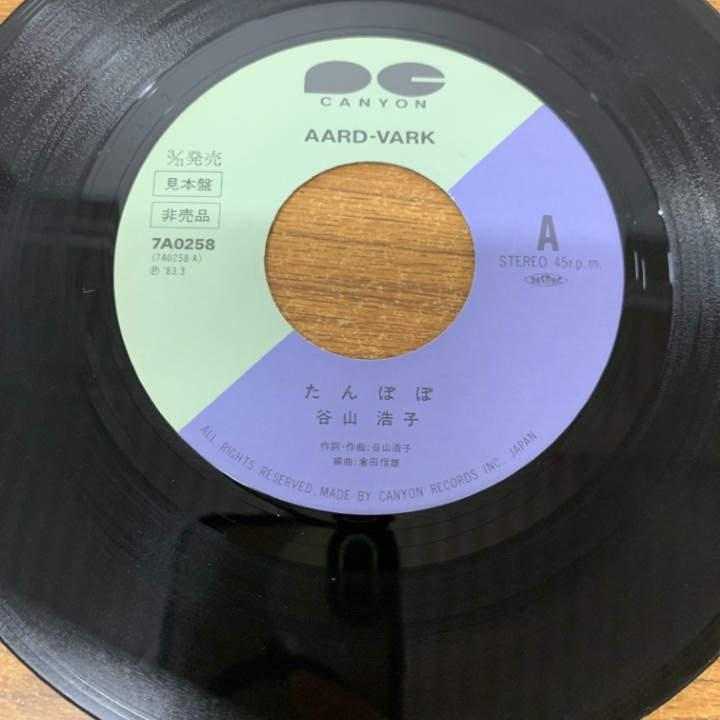 CANYON
AARD-VARK
3/21発売
見本盤
非売品
7A0258
(7A0258-A)
Ⓟ '83.3
A
STEREO 45r.p.m.
たんぽぽ
谷山浩子
作詞・作曲:谷山浩子
編曲:倉田信雄
ALL RIGHTS RESERVED. MADE BY CANYON RECORDS INC. JAPAN